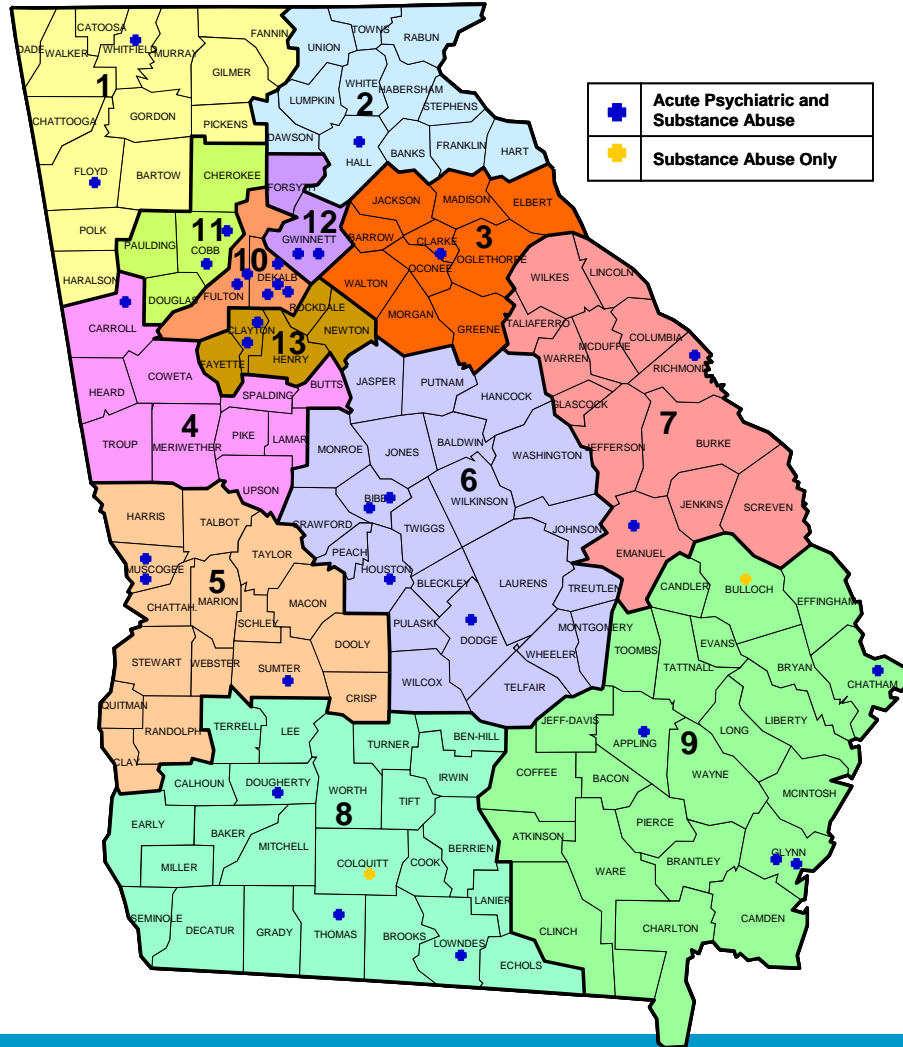 CATOOSA
FANNIN
DADE
WALKER
WHITFIELD
MURRAY
1
GILMER
CHATTOOGA
GORDON
PICKENS
FLOYD
BARTOW
POLK
HARALSON
UNION
TOWNS
RABUN
WHITE
HABERSHAM
LUMPKIN
2
STEPHENS
DAWSON
HALL
BANKS
FRANKLIN
HART
Acute Psychiatric and
Substance Abuse
Substance Abuse Only
CHEROKEE
11
PAULDING
COBB
DOUGLAS
FORSYTH
12
GWINNETT
10
DEKALB
FULTON
JACKSON
MADISON
ELBERT
BARROW
CLARKE
3
OCONEE
OGLETHORPE
WALTON
MORGAN
GREENE
ROCKDALE
CLAYTON
13
NEWTON
FAYETTE
HENRY
CARROLL
COWETA
HEARD
SPALDING
BUTTS
4
TROUP
MERIWETHER
PIKE
LAMAR
UPSON
WILKES
LINCOLN
TALIAFERRO
COLUMBIA
MCDUFFIE
WARREN
RICHMOND
GLASCOCK
7
JEFFERSON
BURKE
JENKINS
SCREVEN
EMANUEL
JASPER
PUTNAM
HANCOCK
MONROE
JONES
BALDWIN
WASHINGTON
6
BIBB
WILKINSON
CRAWFORD
TWIGGS
JOHNSON
PEACH
HOUSTON
BLECKLEY
LAURENS
TREUTLEN
PULASKI
DODGE
MONTGOMERY
WHEELER
WILCOX
TELFAIR
HARRIS
TALBOT
MUSCOGEE
TAYLOR
5
CHATTAH.
MARION
MACON
SCHLEY
DOOLY
STEWART
WEBSTER
SUMTER
CRISP
QUITMAN
RANDOLPH
CLAY
TERRELL
LEE
TURNER
BEN-HILL
CALHOUN
DOUGHERTY
WORTH
IRWIN
TIFT
8
EARLY
BAKER
MITCHELL
COLQUITT
COOK
BERRIEN
MILLER
LANIER
SEMINOLE
DECATUR
GRADY
THOMAS
BROOKS
LOWNDES
ECHOLS
CANDLER
BULLOCH
EFFINGHAM
TOOMBS
EVANS
TATTNALL
BRYAN
CHATHAM
JEFF-DAVIS
APPLING
9
LONG
LIBERTY
COFFEE
BACON
WAYNE
MCINTOSH
ATKINSON
PIERCE
GLYNN
WARE
BRANTLEY
CLINCH
CHARLTON
CAMDEN